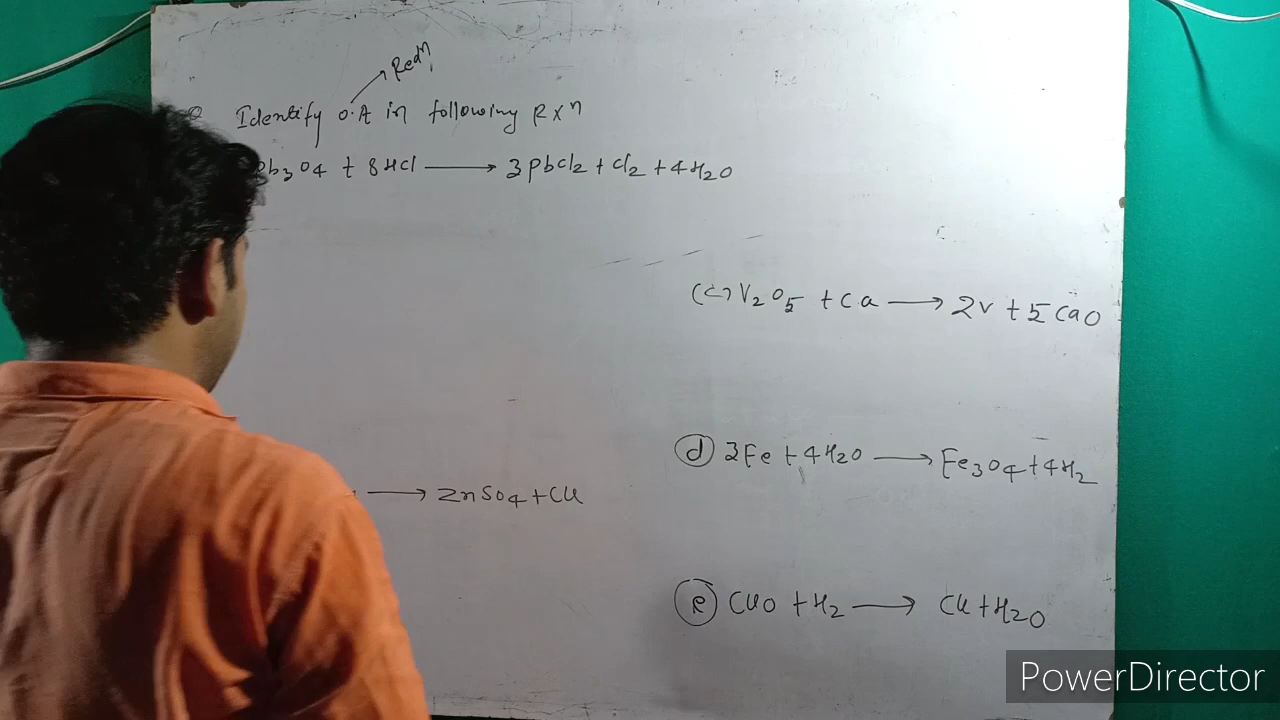 Redⁿ
Identify O.A in following Rxⁿ
Pb₃O₄ + 8HCl ⟶ 3PbCl₂ + Cl₂ + 4H₂O
(c) V₂O₅ + Ca ⟶ 2V + 5CaO
(d) 3Fe + 4H₂O ⟶ Fe₃O₄ + 4H₂
⟶ ZnSO₄ + Cu
(e) CuO + H₂ ⟶ Cu + H₂O
PowerDirector